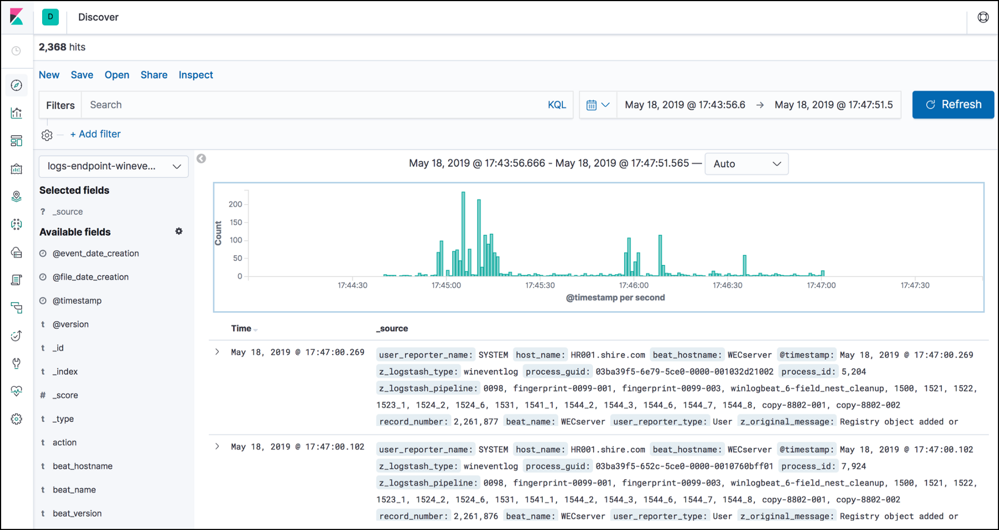 D Discover
2,368 hits
New Save Open Share Inspect
Filters Search KQL May 18, 2019 @ 17:43:56.6 → May 18, 2019 @ 17:47:51.5 Refresh
+ Add filter
logs-endpoint-wineve...
Selected fields
? _source
Available fields
@event_date_creation
@file_date_creation
@timestamp
t @version
t _id
t _index
# _score
t _type
t action
t beat_hostname
t beat_name
t beat_version
May 18, 2019 @ 17:43:56.666 - May 18, 2019 @ 17:47:51.565 — Auto
Count
200
150
100
50
0
17:44:30 17:45:00 17:45:30 17:46:00 17:46:30 17:47:00 17:47:30
@timestamp per second
Time _source
May 18, 2019 @ 17:47:00.269 user_reporter_name: SYSTEM host_name: HR001.shire.com beat_hostname: WECserver @timestamp: May 18, 2019 @ 17:47:00.269
z_logstash_type: wineventlog process_guid: 03ba39f5-6e79-5ce0-0000-001032d21002 process_id: 5,204
z_logstash_pipeline: 0098, fingerprint-0099-001, fingerprint-0099-003, winlogbeat_6-field_nest_cleanup, 1500, 1521, 1522,
1523_1, 1524_2, 1524_6, 1531, 1541_1, 1544_2, 1544_3, 1544_6, 1544_7, 1544_8, copy-8802-001, copy-8802-002
record_number: 2,261,877 beat_name: WECserver user_reporter_type: User z_original_message: Registry object added or
May 18, 2019 @ 17:47:00.102 user_reporter_name: SYSTEM host_name: HR001.shire.com beat_hostname: WECserver @timestamp: May 18, 2019 @ 17:47:00.102
z_logstash_type: wineventlog process_guid: 03ba39f5-652c-5ce0-0000-0010760bff01 process_id: 7,924
z_logstash_pipeline: 0098, fingerprint-0099-001, fingerprint-0099-003, winlogbeat_6-field_nest_cleanup, 1500, 1521, 1522,
1523_1, 1524_2, 1524_6, 1531, 1541_1, 1544_2, 1544_3, 1544_6, 1544_7, 1544_8, copy-8802-001, copy-8802-002
record_number: 2,261,876 beat_name: WECserver user_reporter_type: User z_original_message: Registry object added or